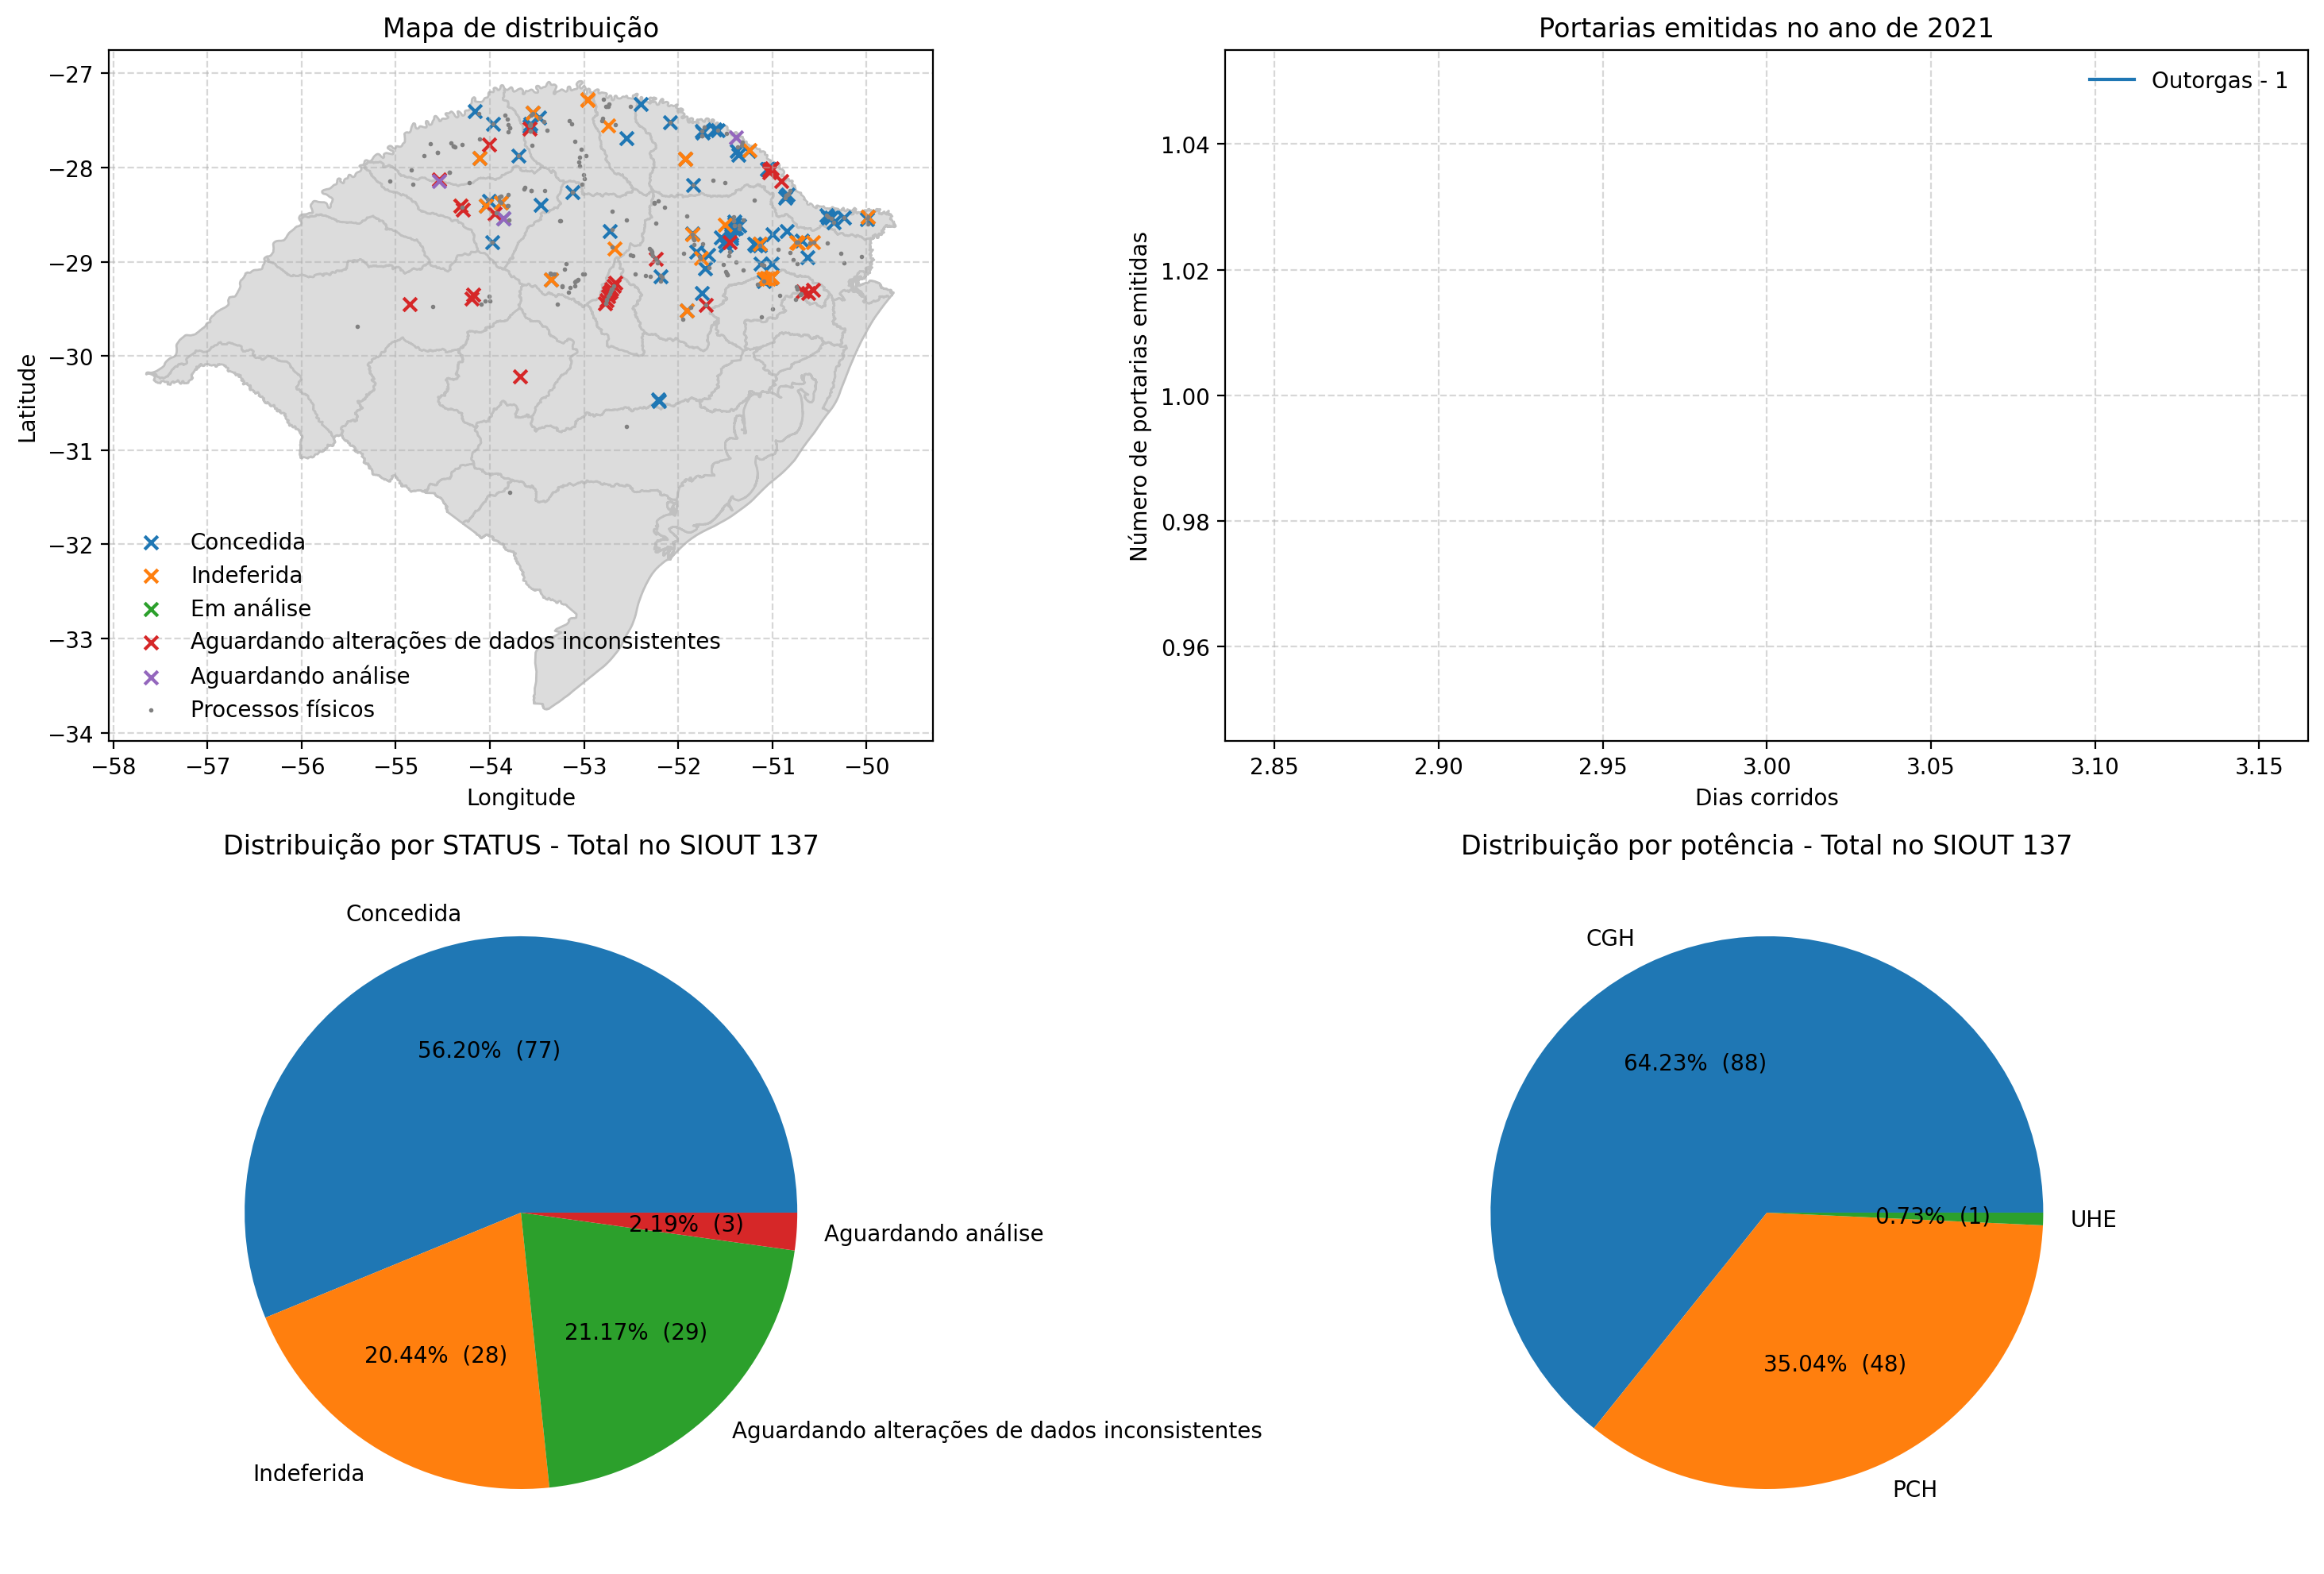 Mapa de distribuição
−27
−28
−29
−30
−31
−32
−33
−34
Latitude
Concedida
Indeferida
Em análise
Aguardando alterações de dados inconsistentes
Aguardando análise
Processos físicos
−58 −57 −56 −55 −54 −53 −52 −51 −50
Longitude
Portarias emitidas no ano de 2021
Outorgas - 1
1.04
1.02
1.00
0.98
0.96
Número de portarias emitidas
2.85 2.90 2.95 3.00 3.05 3.10 3.15
Dias corridos
Distribuição por STATUS - Total no SIOUT 137
Concedida
56.20% (77)
2.19% (3)
Aguardando análise
21.17% (29)
20.44% (28)
Aguardando alterações de dados inconsistentes
Indeferida
Distribuição por potência - Total no SIOUT 137
CGH
64.23% (88)
0.73% (1)
UHE
35.04% (48)
PCH